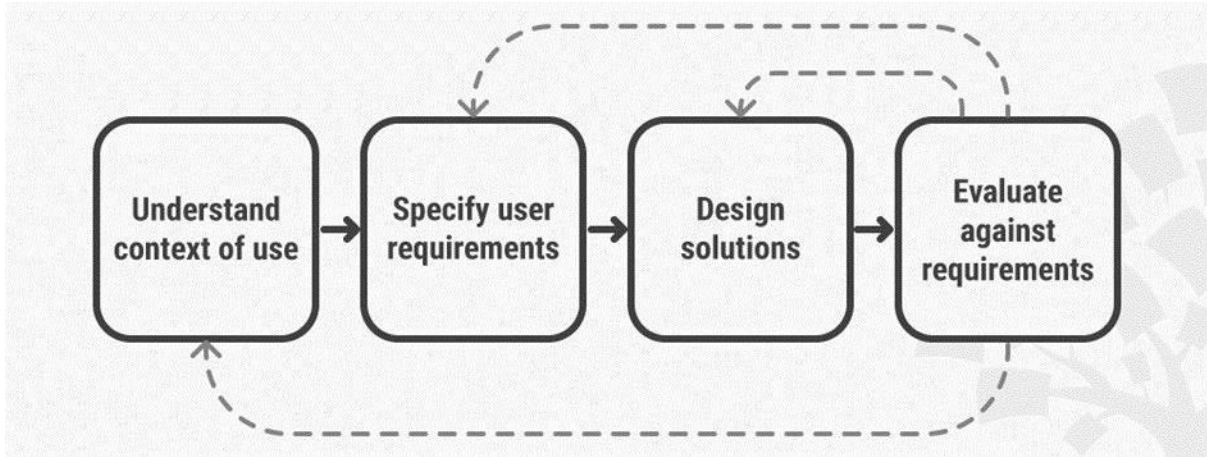 Understand
context of use
Specify user
requirements
Design
solutions
Evaluate
against
requirements